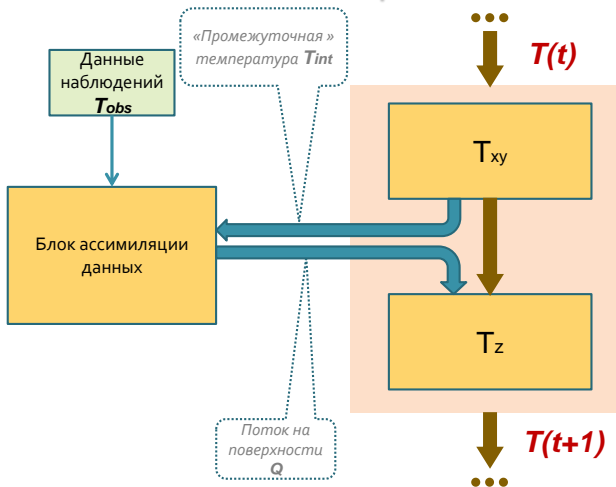 «Промежуточная »
температура Tint
T(t)
Данные
наблюдений
Tobs
Txy
Блок ассимиляции
данных
Tz
Поток на
поверхности
Q
T(t+1)